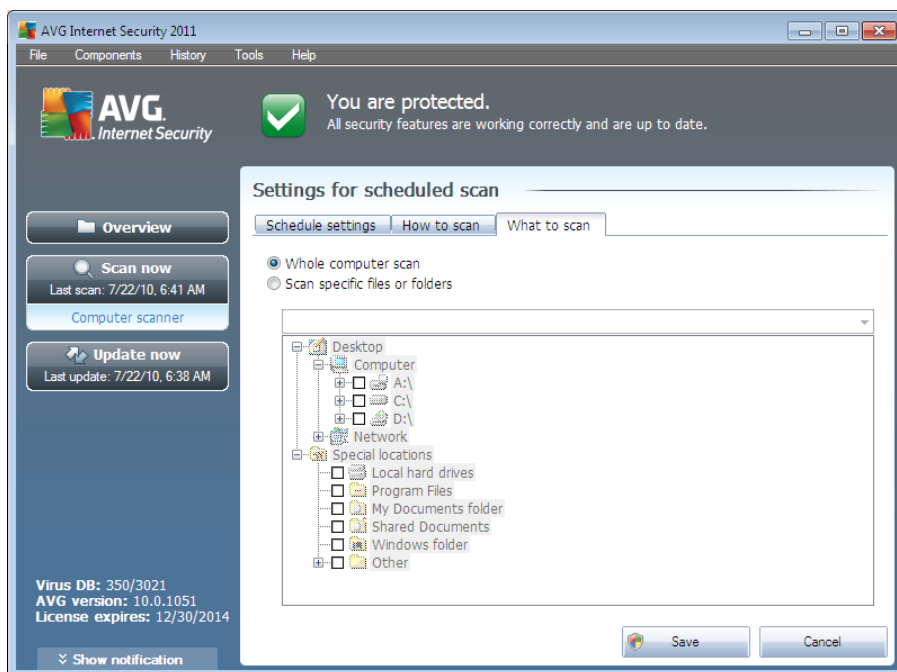 AVG Internet Security 2011
File Components History Tools Help
AVG.
Internet Security
You are protected.
All security features are working correctly and are up to date.
Overview
Scan now
Last scan: 7/22/10, 6:41 AM
Computer scanner
Update now
Last update: 7/22/10, 6:38 AM
Virus DB: 350/3021
AVG version: 10.0.1051
License expires: 12/30/2014
Show notification
Settings for scheduled scan
Schedule settings How to scan What to scan
Whole computer scan
Scan specific files or folders
Desktop
Computer
A:\
C:\
D:\
Network
Special locations
Local hard drives
Program Files
My Documents folder
Shared Documents
Windows folder
Other
Save Cancel